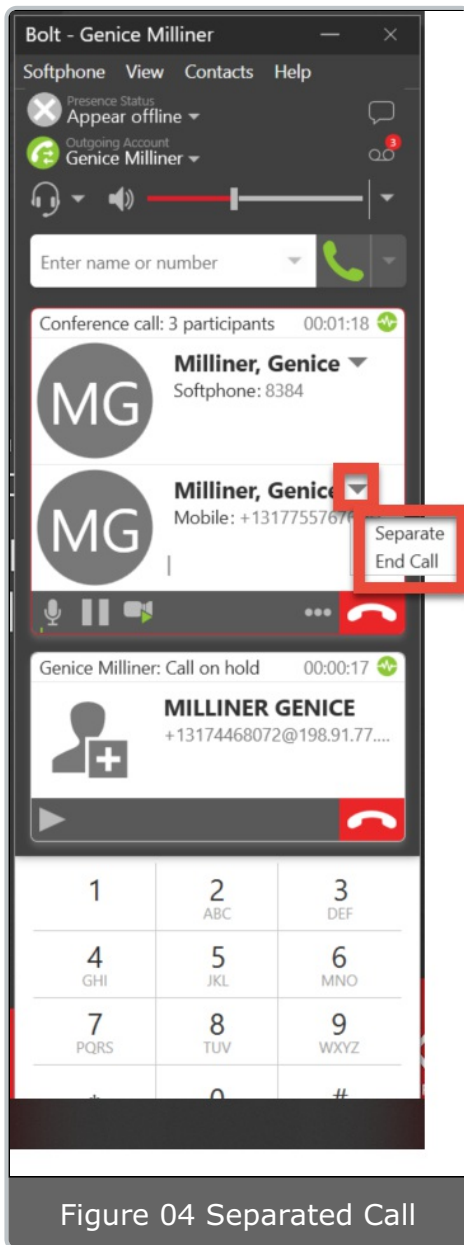 Bolt - Genice Milliner
Softphone View Contacts Help
Presence Status
Appear offline
Outgoing Account
Genice Milliner
3
Enter name or number
Conference call: 3 participants 00:01:18
MG
Milliner, Genice
Softphone: 8384
MG
Milliner, Genice
Mobile:
Separate
End Call
Genice Milliner: Call on hold 00:00:17
MILLINER GENICE
+13174468072@198.91.77....
1 2 3
ABC DEF
4 5 6
GHI JKL MNO
7 8 9
PQRS TUV WXYZ
* 0 #
Figure 04 Separated Call